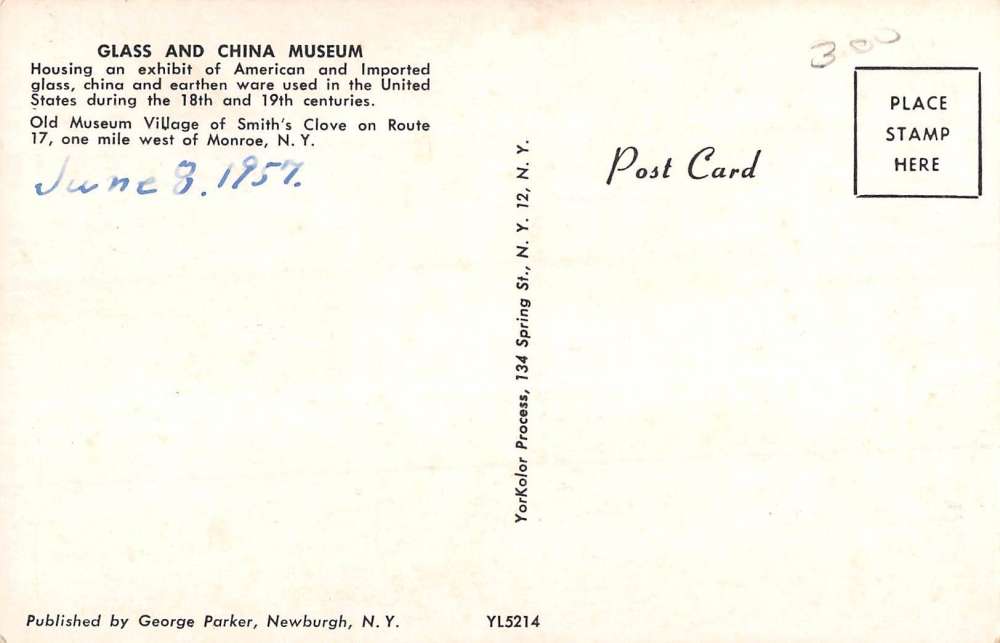 GLASS AND CHINA MUSEUM
Housing an exhibit of American and Imported
glass, china and earthen ware used in the United
States during the 18th and 19th centuries.
Old Museum Village of Smith's Clove on Route
17, one mile west of Monroe, N. Y.
June 8. 1957.
YorKolor Process, 134 Spring St., N. Y. 12, N. Y.
Post Card
300
PLACE
STAMP
HERE
Published by George Parker, Newburgh, N. Y.
YL5214